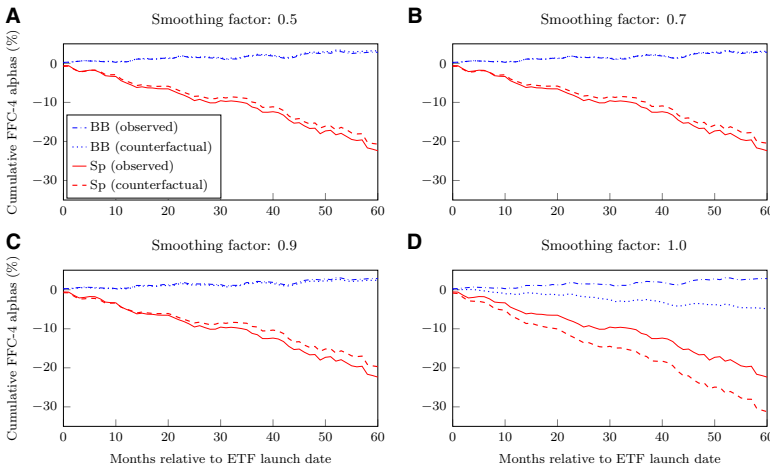 A
Smoothing factor: 0.5
Cumulative FFC-4 alphas (%)
0
−10
−20
−30
BB (observed)
BB (counterfactual)
Sp (observed)
Sp (counterfactual)
0 10 20 30 40 50 60
B
Smoothing factor: 0.7
0
−10
−20
−30
0 10 20 30 40 50 60
C
Smoothing factor: 0.9
Cumulative FFC-4 alphas (%)
0
−10
−20
−30
0 10 20 30 40 50 60
Months relative to ETF launch date
D
Smoothing factor: 1.0
0
−10
−20
−30
0 10 20 30 40 50 60
Months relative to ETF launch date